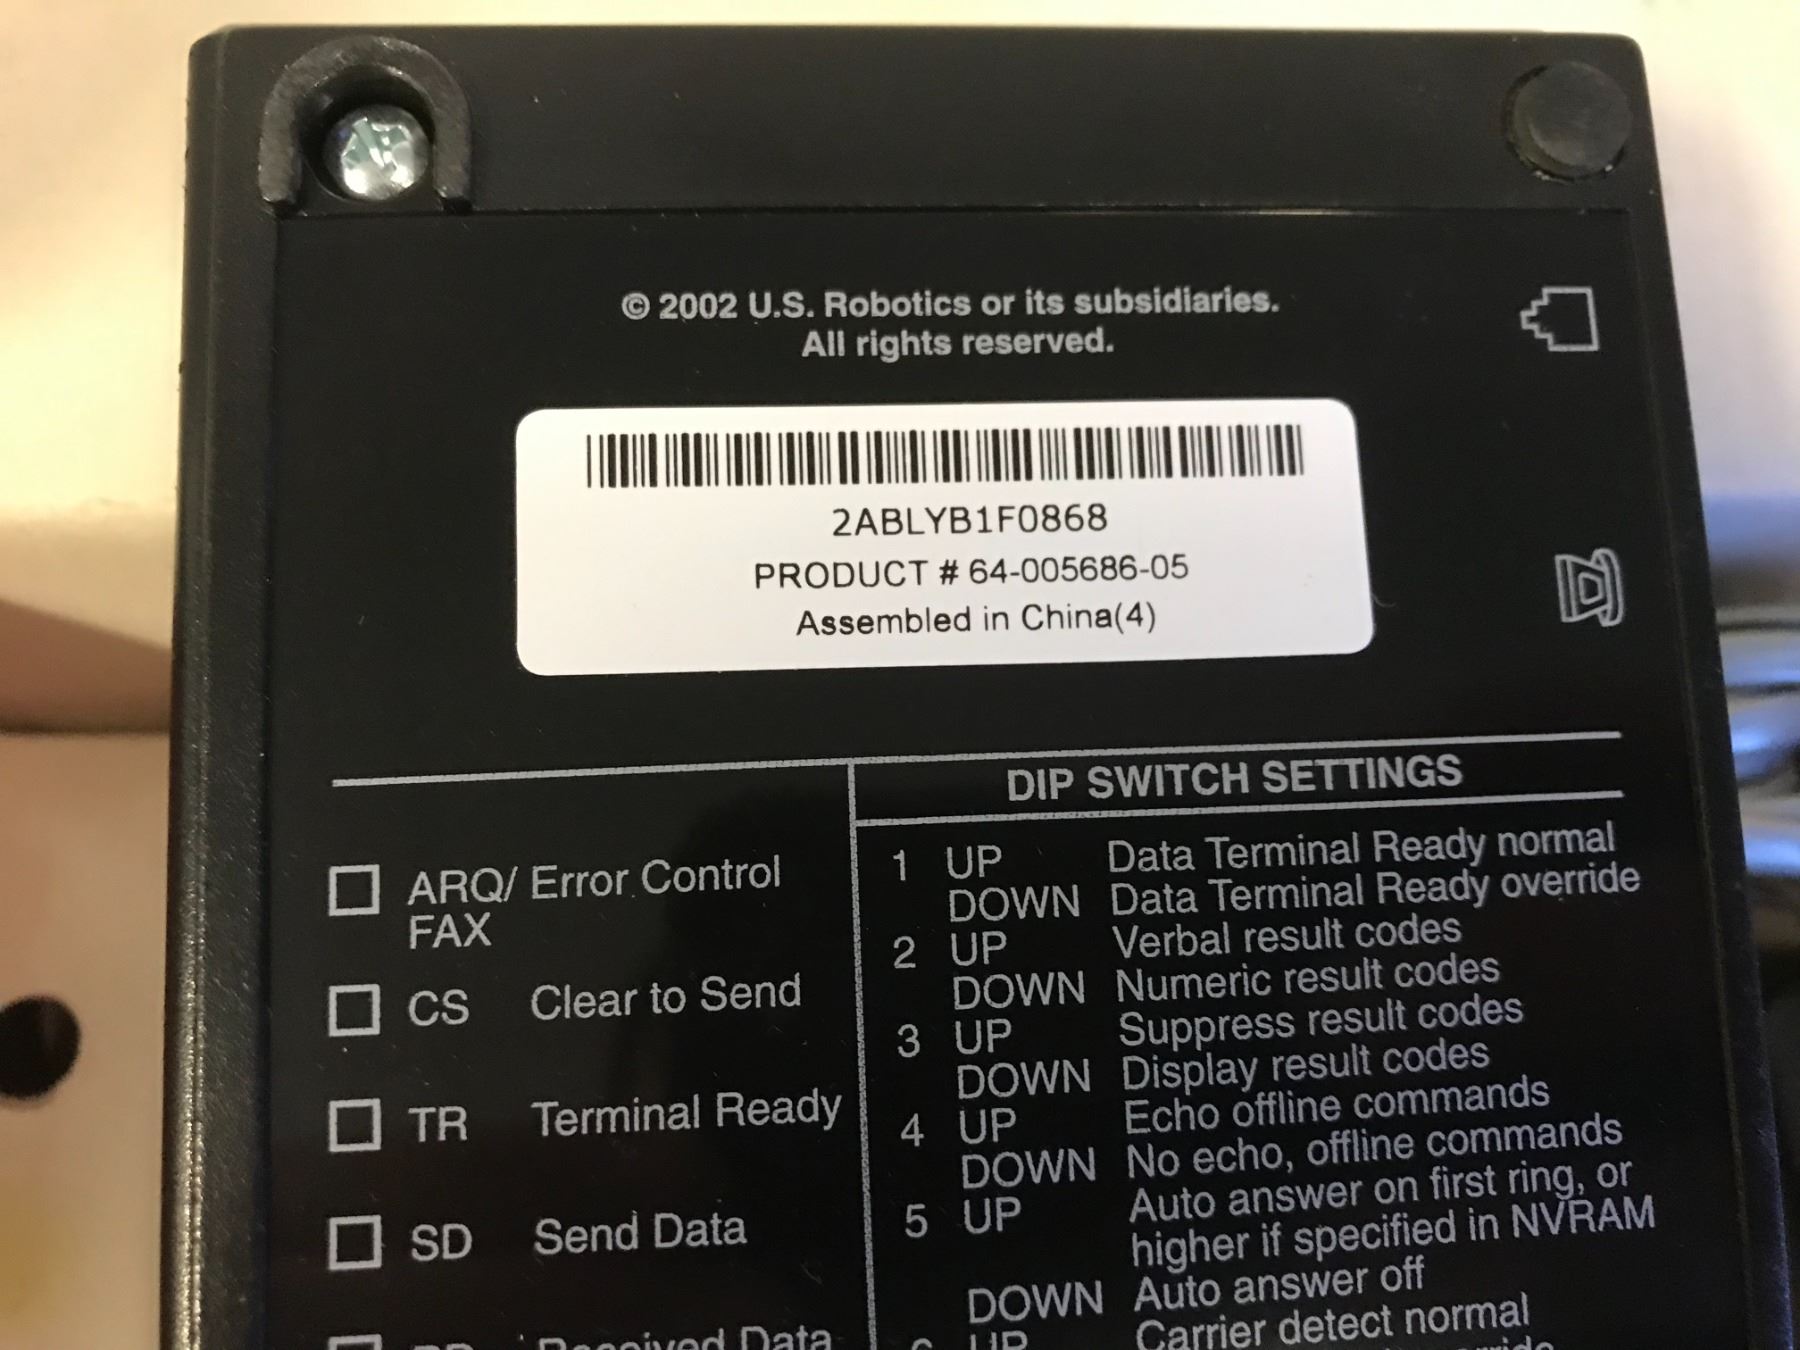 © 2002 U.S. Robotics or its subsidiaries.
All rights reserved.
2ABLYB1F0868
PRODUCT # 64-005686-05
Assembled in China(4)
ARQ/ Error Control
FAX
CS Clear to Send
TR Terminal Ready
SD Send Data
Received Data
DIP SWITCH SETTINGS
1 UP Data Terminal Ready normal
DOWN Data Terminal Ready override
2 UP Verbal result codes
DOWN Numeric result codes
3 UP Suppress result codes
DOWN Display result codes
4 UP Echo offline commands
DOWN No echo, offline commands
5 UP Auto answer on first ring, or
higher if specified in NVRAM
DOWN Auto answer off
UP Carrier detect normal